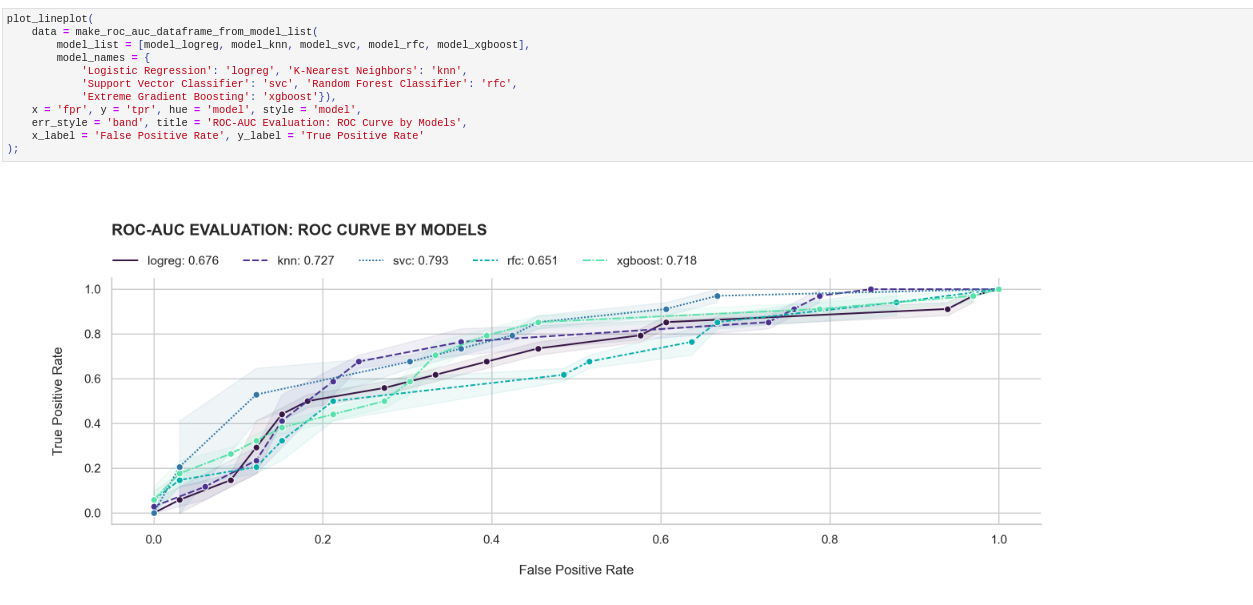 plot_lineplot(
    data = make_roc_auc_dataframe_from_model_list(
        model_list = [model_logreg, model_knn, model_svc, model_rfc, model_xgboost],
        model_names = {
            'Logistic Regression': 'logreg', 'K-Nearest Neighbors': 'knn',
            'Support Vector Classifier': 'svc', 'Random Forest Classifier': 'rfc',
            'Extreme Gradient Boosting': 'xgboost'}),
    x = 'fpr', y = 'tpr', hue = 'model', style = 'model',
    err_style = 'band', title = 'ROC-AUC Evaluation: ROC Curve by Models',
    x_label = 'False Positive Rate', y_label = 'True Positive Rate'
);
ROC-AUC EVALUATION: ROC CURVE BY MODELS
logreg: 0.676 knn: 0.727 svc: 0.793 rfc: 0.651 xgboost: 0.718
True Positive Rate
1.0
0.8
0.6
0.4
0.2
0.0
0.0 0.2 0.4 0.6 0.8 1.0
False Positive Rate